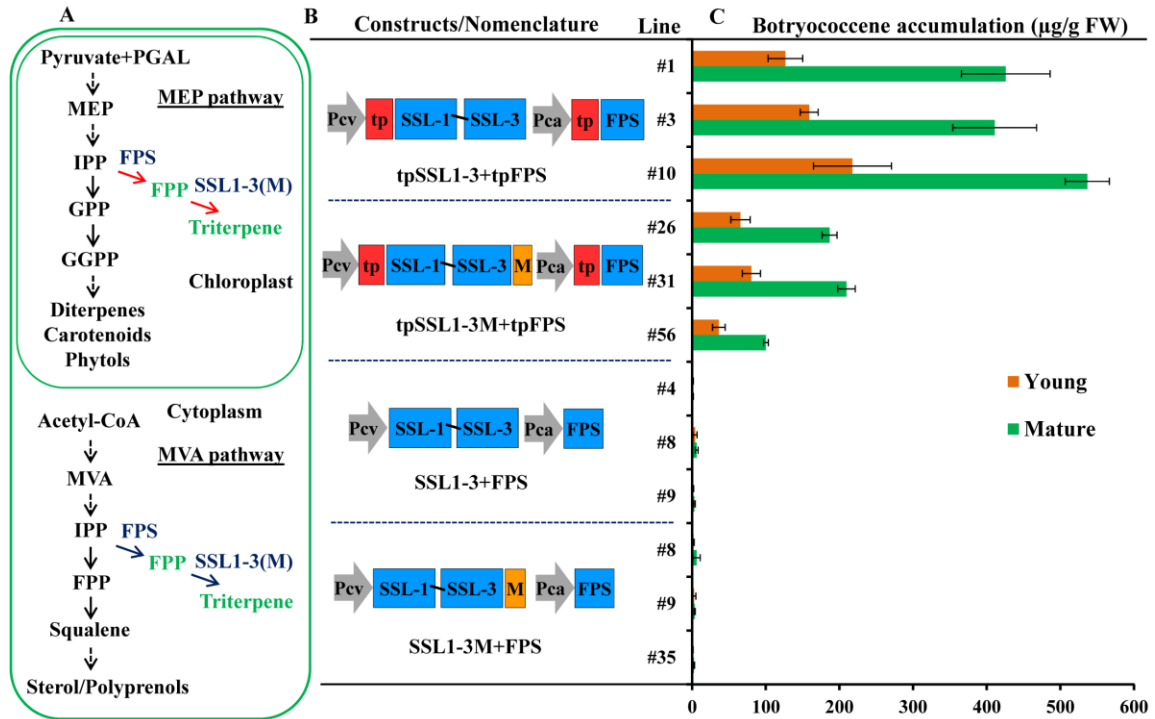 A
Pyruvate+PGAL
MEP
MEP pathway
IPP
FPS
FPP
SSL1-3(M)
GPP
Triterpene
GGPP
Chloroplast
Diterpenes
Carotenoids
Phytols
Acetyl-CoA
Cytoplasm
MVA pathway
MVA
IPP
FPS
FPP
SSL1-3(M)
FPP
Triterpene
Squalene
Sterol/Polyprenols
B
Constructs/Nomenclature
Line
Pcv tp SSL-1 SSL-3 Pca tp FPS
tpSSL1-3+tpFPS
#1
#3
#10
Pcv tp SSL-1 SSL-3 M Pca tp FPS
tpSSL1-3M+tpFPS
#26
#31
#56
Pcv SSL-1 SSL-3 Pca FPS
SSL1-3+FPS
#4
#8
#9
Pcv SSL-1 SSL-3 M Pca FPS
SSL1-3M+FPS
#8
#9
#35
C
Botryococcene accumulation (µg/g FW)
Young
Mature
0 100 200 300 400 500 600